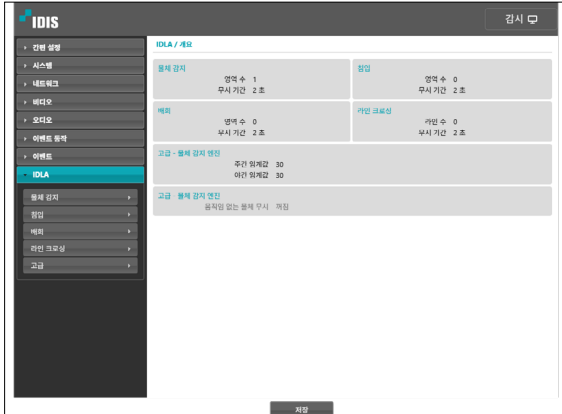 IDIS
감시
간편 설정
시스템
네트워크
비디오
오디오
이벤트 동작
이벤트
IDLA
물체 감지
침입
배회
라인 크로싱
고급
IDLA / 개요
물체 감지
영역 수 1
무시 기간 2 초
침입
영역 수 0
무시 기간 2 초
배회
영역 수 0
무시 기간 2 초
라인 크로싱
라인 수 0
무시 기간 2 초
고급 - 물체 감지 엔진
주간 임계값 30
야간 임계값 30
고급 - 물체 감지 엔진
움직임 없는 물체 무시 꺼짐
저장